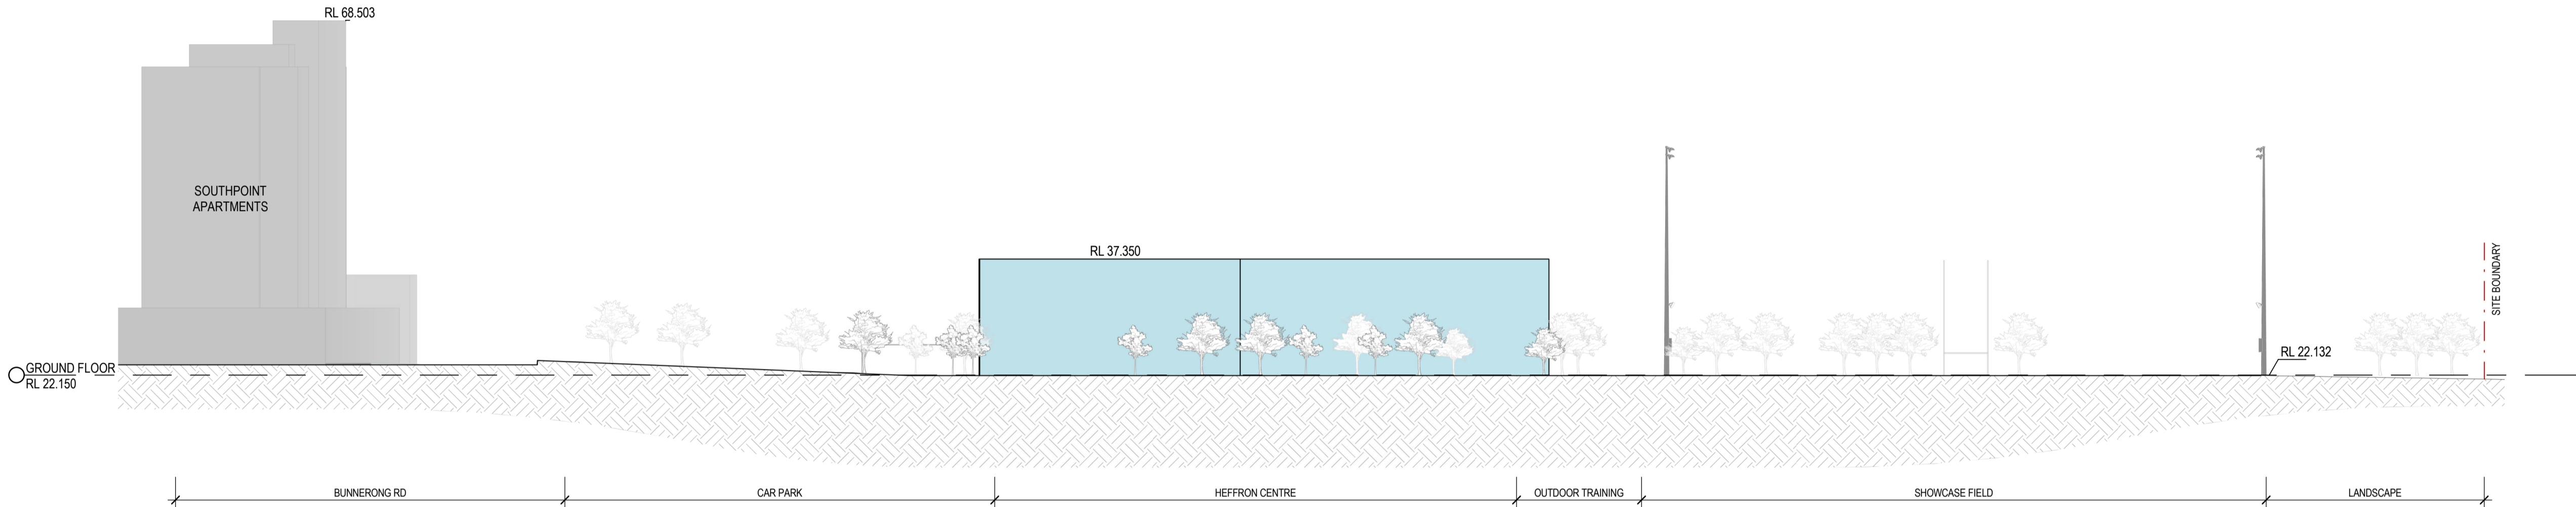 RL 68.503
SOUTHPOINT
APARTMENTS
RL 37.350
SITE BOUNDARY
GROUND FLOOR
RL 22.150
RL 22.132
BUNNERONG RD
CAR PARK
HEFFRON CENTRE
OUTDOOR TRAINING
SHOWCASE FIELD
LANDSCAPE